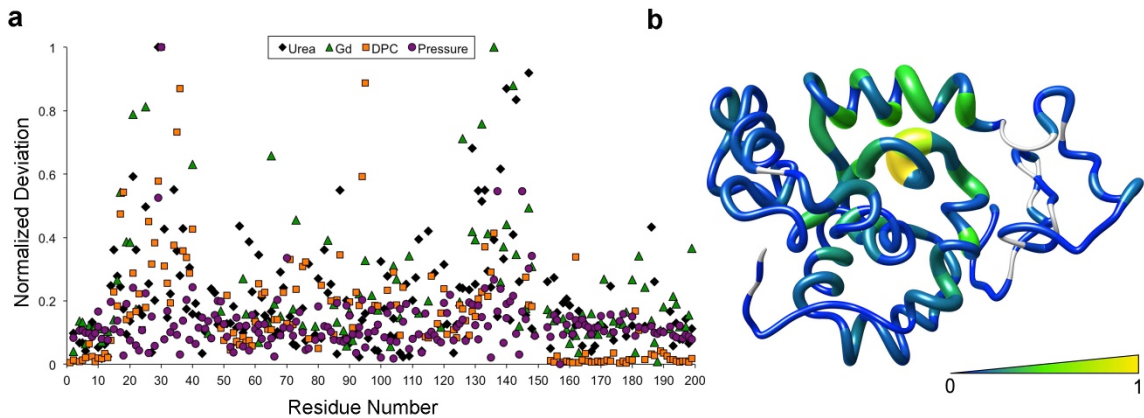 a
b
Urea Gd DPC Pressure
Normalized Deviation
1
0.8
0.6
0.4
0.2
0
0 10 20 30 40 50 60 70 80 90 100 110 120 130 140 150 160 170 180 190 200
Residue Number
0 1